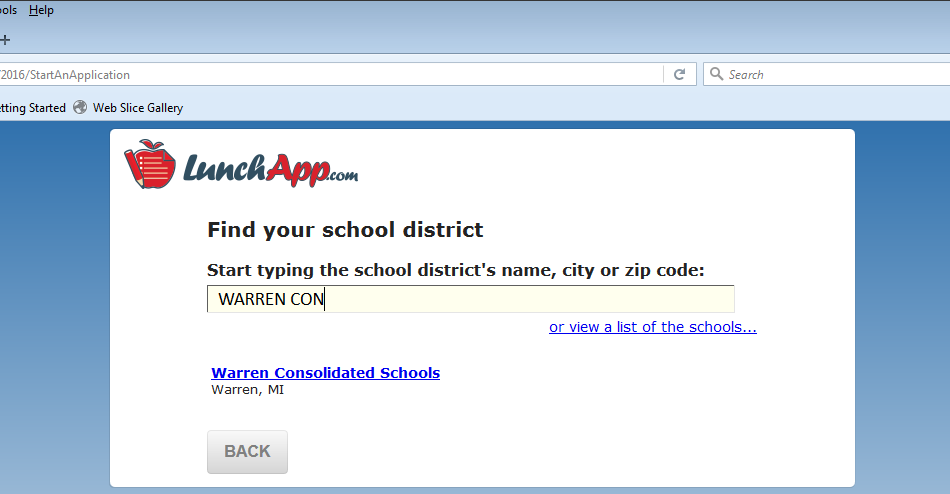 ools Help
+
/2016/StartAnApplication
Search
etting Started Web Slice Gallery
LunchApp.com
Find your school district
Start typing the school district's name, city or zip code:
WARREN CON
or view a list of the schools...
Warren Consolidated Schools
Warren, MI
BACK